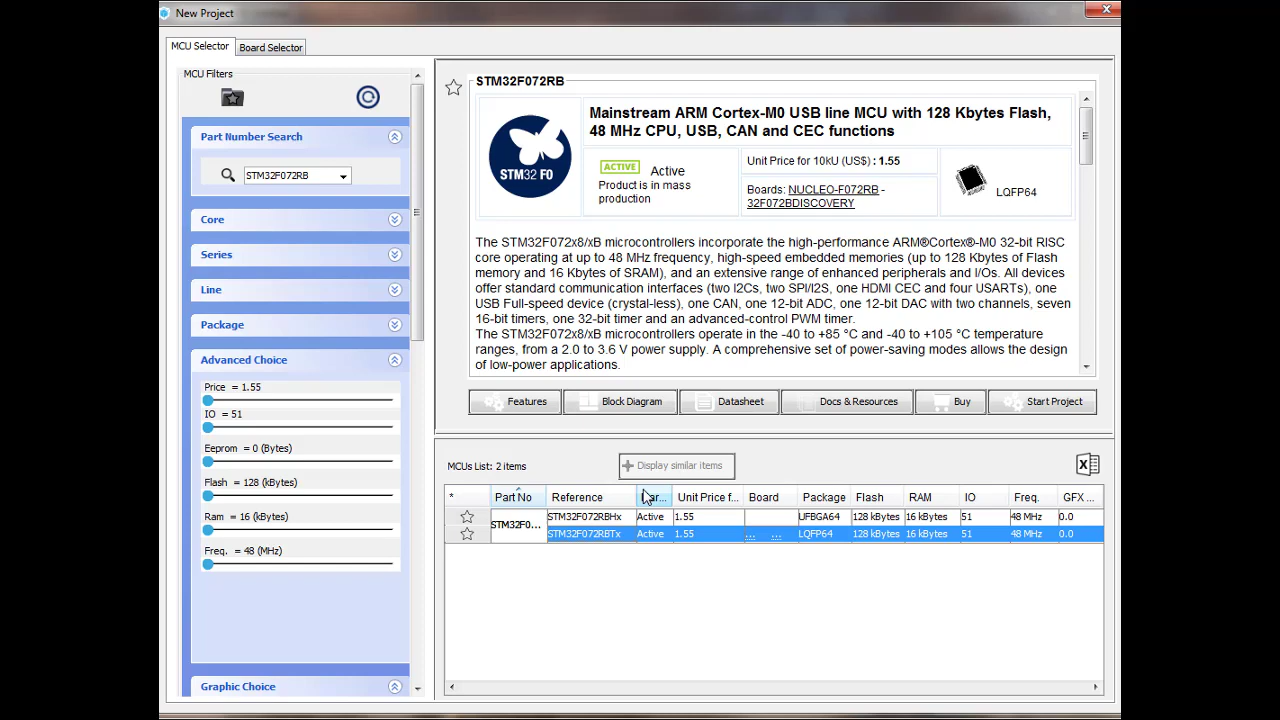 New Project
MCU Selector
Board Selector
MCU Filters
Part Number Search
STM32F072RB
Core
Series
Line
Package
Advanced Choice
Price = 1.55
IO = 51
Eeprom = 0 (Bytes)
Flash = 128 (kBytes)
Ram = 16 (kBytes)
Freq. = 48 (MHz)
Graphic Choice
STM32F072RB
STM32 F0
Mainstream ARM Cortex-M0 USB line MCU with 128 Kbytes Flash,
48 MHz CPU, USB, CAN and CEC functions
ACTIVE Active
Product is in mass
production
Unit Price for 10kU (US$) : 1.55
Boards: NUCLEO-F072RB -
32F072BDISCOVERY
LQFP64
The STM32F072x8/xB microcontrollers incorporate the high-performance ARM®Cortex®-M0 32-bit RISC
core operating at up to 48 MHz frequency, high-speed embedded memories (up to 128 Kbytes of Flash
memory and 16 Kbytes of SRAM), and an extensive range of enhanced peripherals and I/Os. All devices
offer standard communication interfaces (two I2Cs, two SPI/I2S, one HDMI CEC and four USARTs), one
USB Full-speed device (crystal-less), one CAN, one 12-bit ADC, one 12-bit DAC with two channels, seven
16-bit timers, one 32-bit timer and an advanced-control PWM timer.
The STM32F072x8/xB microcontrollers operate in the -40 to +85 °C and -40 to +105 °C temperature
ranges, from a 2.0 to 3.6 V power supply. A comprehensive set of power-saving modes allows the design
of low-power applications.
Features
Block Diagram
Datasheet
Docs & Resources
Buy
Start Project
MCUs List: 2 items
+ Display similar items
* Part No Reference Unit Price f... Board Package Flash RAM IO Freq. GFX ...
STM32F0...
STM32F072RBHx Active 1.55 UFBGA64 128 kBytes 16 kBytes 51 48 MHz 0.0
STM32F072RBTx Active 1.55 ... ... LQFP64 128 kBytes 16 kBytes 51 48 MHz 0.0